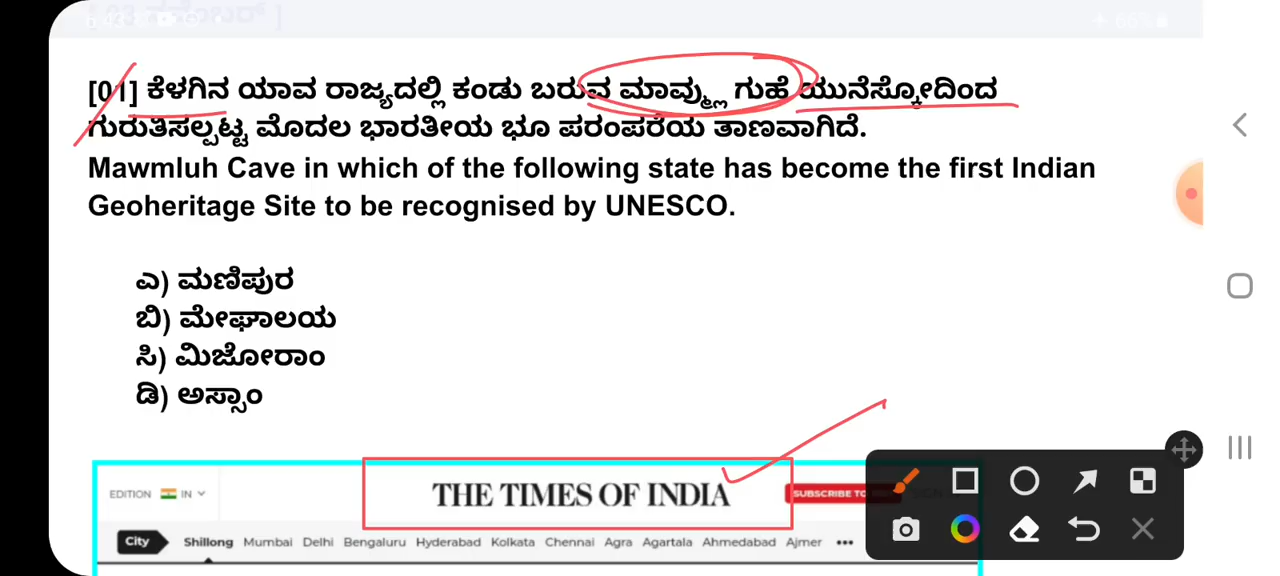 [01] ಕೆಳಗಿನ ಯಾವ ರಾಜ್ಯದಲ್ಲಿ ಕಂಡು ಬರುವ ಮಾವ್ಮ್ಲು ಗುಹೆ ಯುನೆಸ್ಕೋದಿಂದ
ಗುರುತಿಸಲ್ಪಟ್ಟ ಮೊದಲ ಭಾರತೀಯ ಭೂ ಪರಂಪರೆಯ ತಾಣವಾಗಿದೆ.
Mawmluh Cave in which of the following state has become the first Indian
Geoheritage Site to be recognised by UNESCO.
ಎ) ಮಣಿಪುರ
ಬಿ) ಮೇಘಾಲಯ
ಸಿ) ಮಿಜೋರಾಂ
ಡಿ) ಅಸ್ಸಾಂ
EDITION IN THE TIMES OF INDIA SUBSCRIBE TO
City Shillong Mumbai Delhi Bengaluru Hyderabad Kolkata Chennai Agra Agartala Ahmedabad Ajmer •••